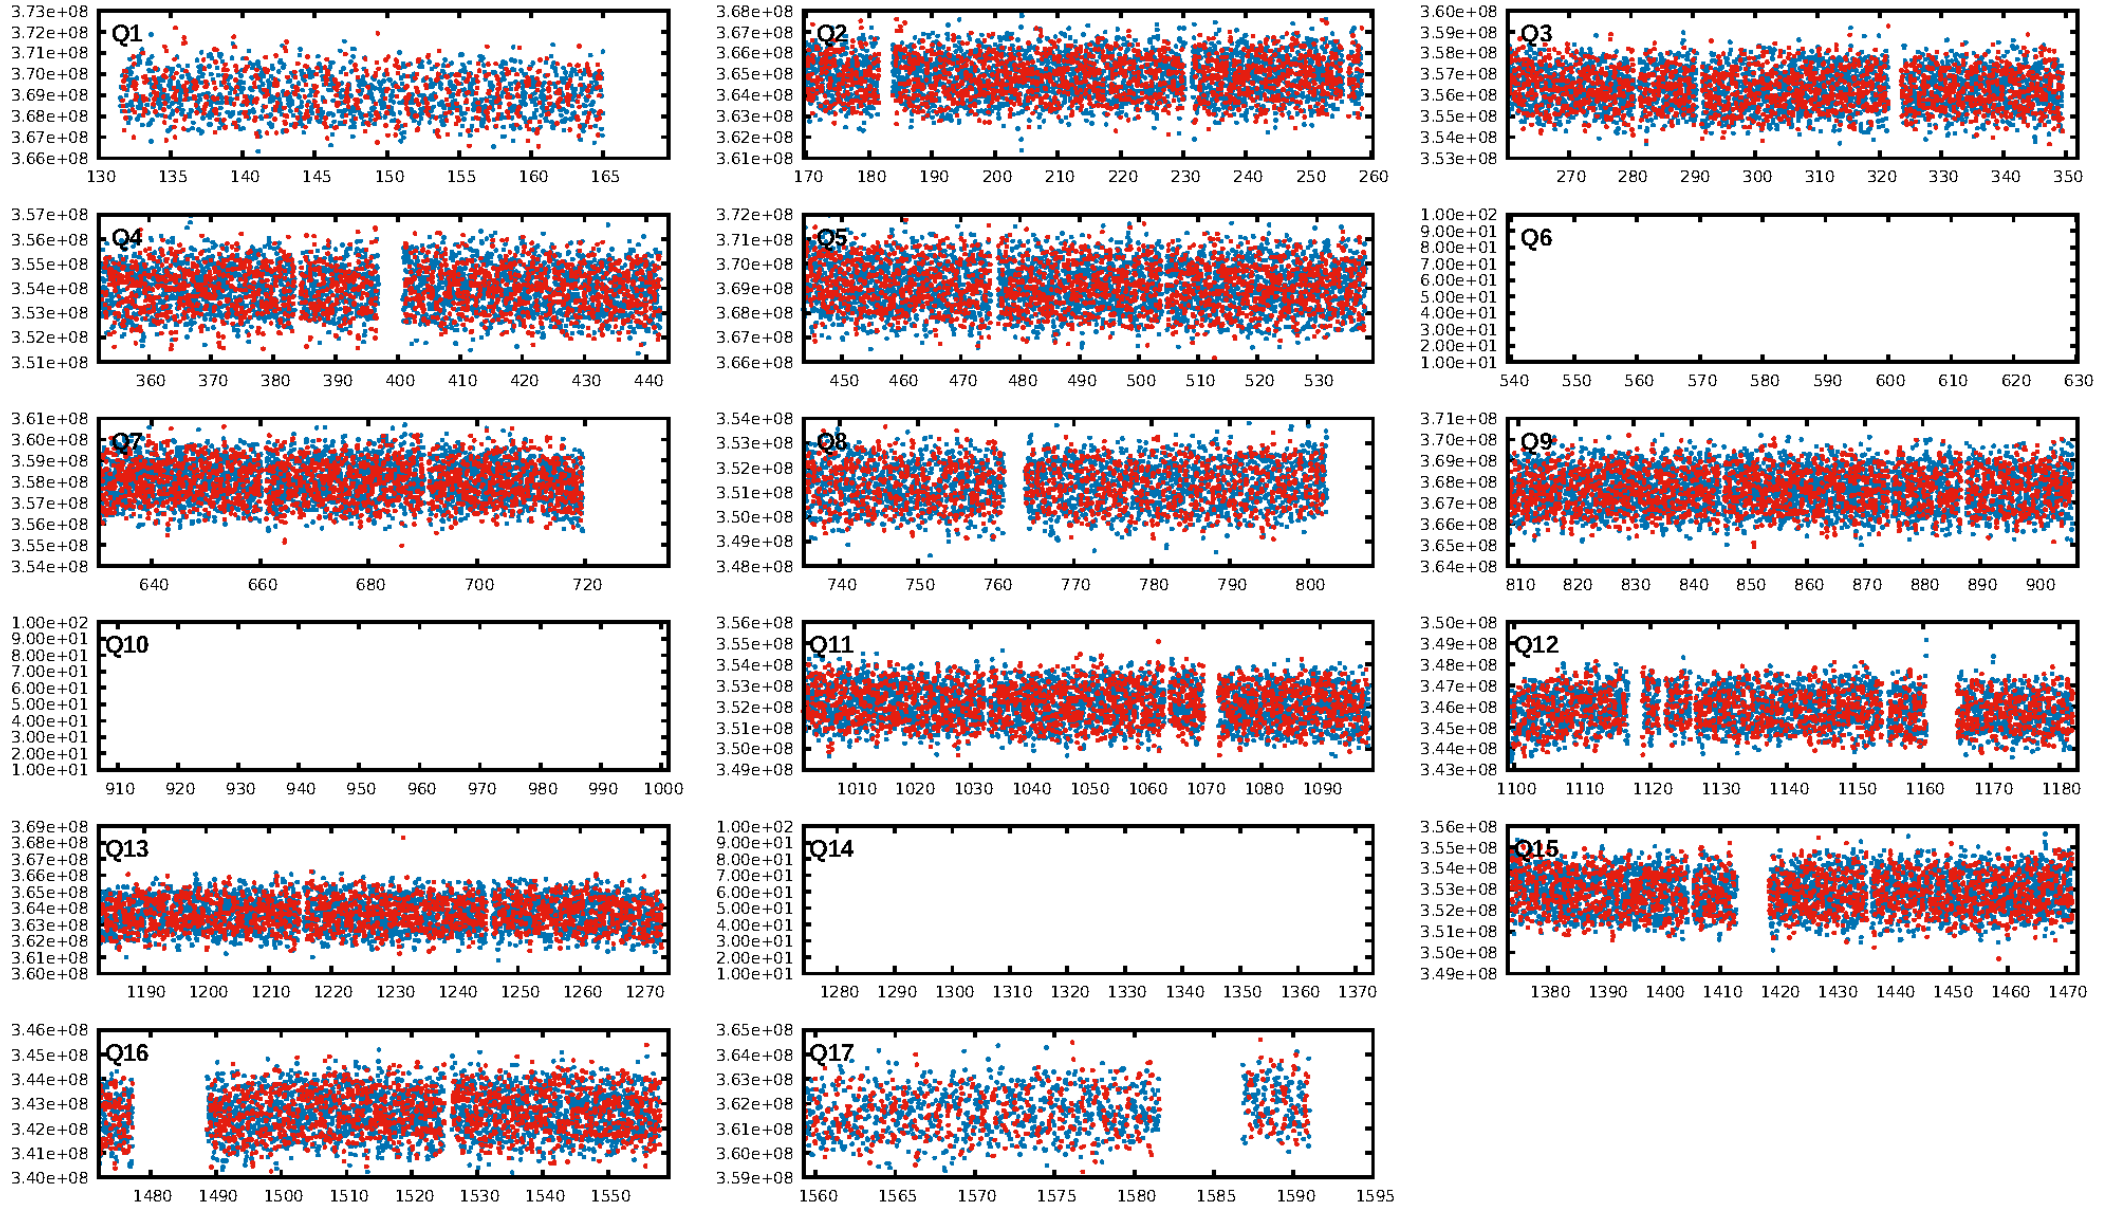 3.73e+08
Q1
3.72e+08
3.71e+08
3.70e+08
3.69e+08
3.68e+08
3.67e+08
3.66e+08
130 135 140 145 150 155 160 165
3.68e+08
Q2
3.67e+08
3.66e+08
3.65e+08
3.64e+08
3.63e+08
3.62e+08
3.61e+08
170 180 190 200 210 220 230 240 250 260
3.60e+08
Q3
3.59e+08
3.58e+08
3.57e+08
3.56e+08
3.55e+08
3.54e+08
3.53e+08
270 280 290 300 310 320 330 340 350
3.57e+08
Q4
3.56e+08
3.55e+08
3.54e+08
3.53e+08
3.52e+08
3.51e+08
360 370 380 390 400 410 420 430 440
3.72e+08
Q5
3.71e+08
3.70e+08
3.69e+08
3.68e+08
3.67e+08
3.66e+08
450 460 470 480 490 500 510 520 530
1.00e+02
Q6
9.00e+01
8.00e+01
7.00e+01
6.00e+01
5.00e+01
4.00e+01
3.00e+01
2.00e+01
1.00e+01
540 550 560 570 580 590 600 610 620 630
3.61e+08
Q7
3.60e+08
3.59e+08
3.58e+08
3.57e+08
3.56e+08
3.55e+08
3.54e+08
640 660 680 700 720
3.54e+08
Q8
3.53e+08
3.52e+08
3.51e+08
3.50e+08
3.49e+08
3.48e+08
740 750 760 770 780 790 800
3.71e+08
Q9
3.70e+08
3.69e+08
3.68e+08
3.67e+08
3.66e+08
3.65e+08
3.64e+08
810 820 830 840 850 860 870 880 890 900
1.00e+02
Q10
9.00e+01
8.00e+01
7.00e+01
6.00e+01
5.00e+01
4.00e+01
3.00e+01
2.00e+01
1.00e+01
910 920 930 940 950 960 970 980 990 1000
3.56e+08
Q11
3.55e+08
3.54e+08
3.53e+08
3.52e+08
3.51e+08
3.50e+08
3.49e+08
1010 1020 1030 1040 1050 1060 1070 1080 1090
3.50e+08
Q12
3.49e+08
3.48e+08
3.47e+08
3.46e+08
3.45e+08
3.44e+08
3.43e+08
1100 1110 1120 1130 1140 1150 1160 1170 1180
3.69e+08
Q13
3.68e+08
3.67e+08
3.66e+08
3.65e+08
3.64e+08
3.63e+08
3.62e+08
3.61e+08
3.60e+08
1190 1200 1210 1220 1230 1240 1250 1260 1270
1.00e+02
Q14
9.00e+01
8.00e+01
7.00e+01
6.00e+01
5.00e+01
4.00e+01
3.00e+01
2.00e+01
1.00e+01
1280 1290 1300 1310 1320 1330 1340 1350 1360 1370
3.56e+08
Q15
3.55e+08
3.54e+08
3.53e+08
3.52e+08
3.51e+08
3.50e+08
3.49e+08
1380 1390 1400 1410 1420 1430 1440 1450 1460 1470
3.46e+08
Q16
3.45e+08
3.44e+08
3.43e+08
3.42e+08
3.41e+08
3.40e+08
1480 1490 1500 1510 1520 1530 1540 1550
3.65e+08
Q17
3.64e+08
3.63e+08
3.62e+08
3.61e+08
3.60e+08
3.59e+08
1560 1565 1570 1575 1580 1585 1590 1595